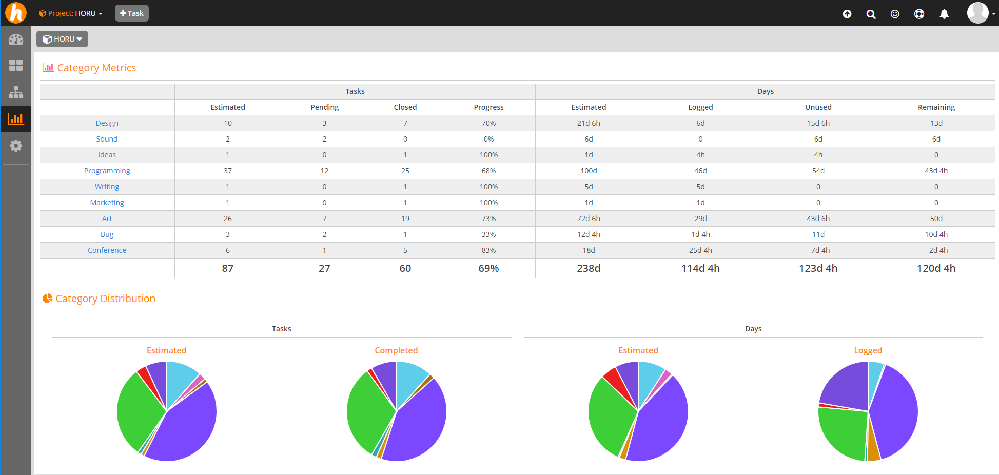 h Project: HORU Task
HORU
Category Metrics
Tasks Days
Estimated Pending Closed Progress Estimated Logged Unused Remaining
Design 10 3 7 70% 21d 6h 6d 15d 6h 13d
Sound 2 2 0 0% 6d 0 6d 6d
Ideas 1 0 1 100% 1d 4h 4h 0
Programming 37 12 25 68% 100d 46d 54d 43d 4h
Writing 1 0 1 100% 5d 5d 0 0
Marketing 1 0 1 100% 1d 1d 0 0
Art 26 7 19 73% 72d 6h 29d 43d 6h 50d
Bug 3 2 1 33% 12d 4h 1d 4h 11d 10d 4h
Conference 6 1 5 83% 18d 25d 4h - 7d 4h - 2d 4h
87 27 60 69% 238d 114d 4h 123d 4h 120d 4h
Category Distribution
Tasks Days
Estimated Completed Estimated Logged